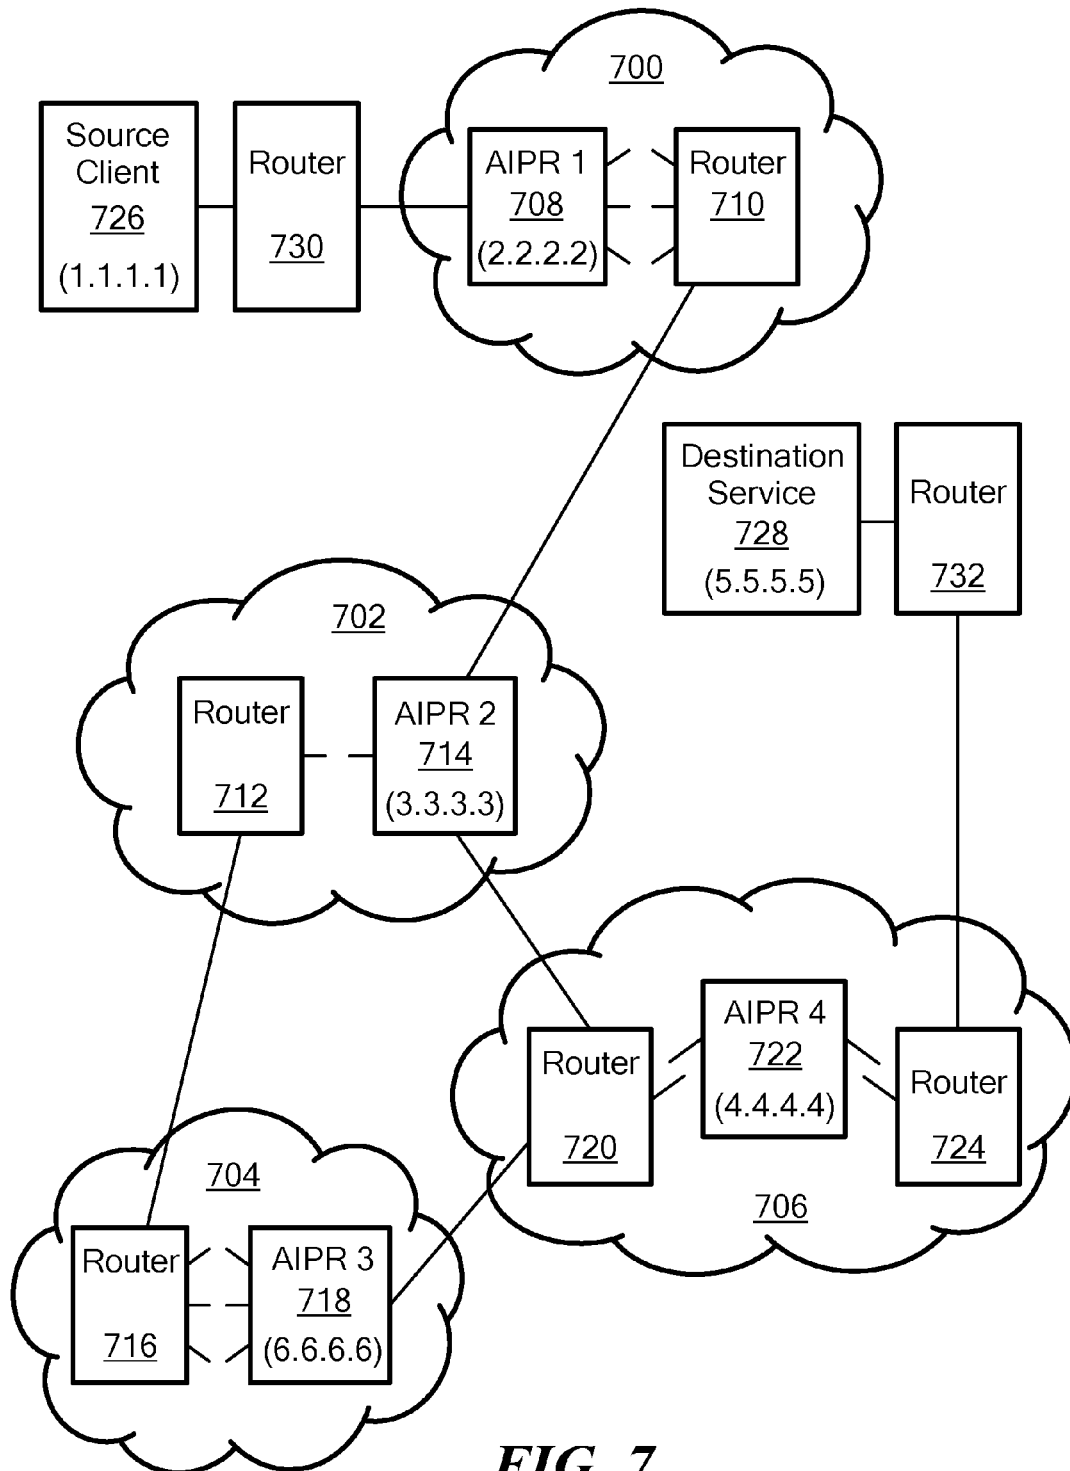 700
Source
Client
726
(1.1.1.1)
Router
730
AIPR 1
708
(2.2.2.2)
Router
710
Destination
Service
728
(5.5.5.5)
Router
732
702
Router
712
AIPR 2
714
(3.3.3.3)
AIPR 4
722
(4.4.4.4)
Router
720
Router
724
706
704
Router
716
AIPR 3
718
(6.6.6.6)
FIG. 7